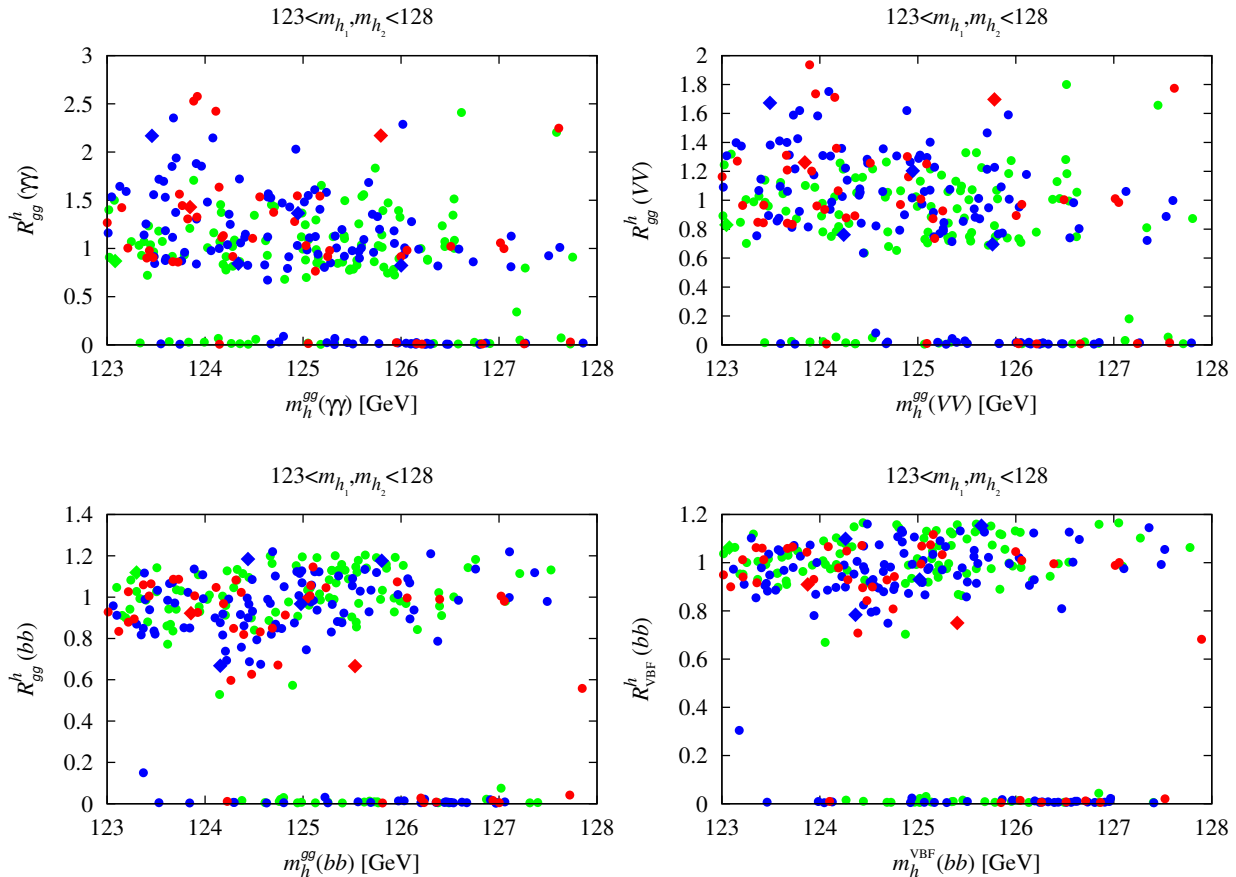 123<m_{h_1},m_{h_2}<128
R^h_{gg}(γγ)
3
2.5
2
1.5
1
0.5
0
123 124 125 126 127 128
m_h^{gg}(γγ) [GeV]
123<m_{h_1},m_{h_2}<128
R^h_{gg}(VV)
2
1.8
1.6
1.4
1.2
1
0.8
0.6
0.4
0.2
0
123 124 125 126 127 128
m_h^{gg}(VV) [GeV]
123<m_{h_1},m_{h_2}<128
R^h_{gg}(bb)
1.4
1.2
1
0.8
0.6
0.4
0.2
0
123 124 125 126 127 128
m_h^{gg}(bb) [GeV]
123<m_{h_1},m_{h_2}<128
R^h_{VBF}(bb)
1.2
1
0.8
0.6
0.4
0.2
0
123 124 125 126 127 128
m_h^{VBF}(bb) [GeV]